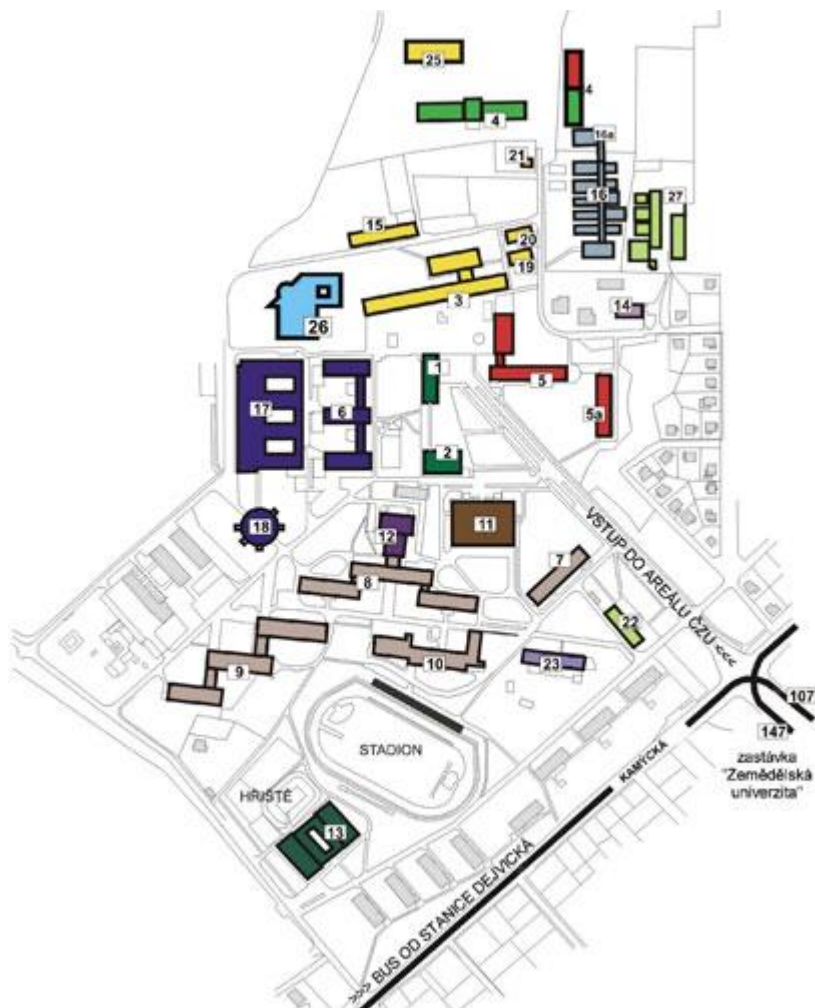 25
4
4
16a
21
16
27
15
20
19
3
14
26
1
5
17
6
5a
2
18
12
11
VSTUP DO AREÁLU ČZU <<<
7
8
22
9
10
23
107
147
STADION
zastávka
"Zemědělská
univerzita"
KAMÝCKÁ
HŘIŠTĚ
13
>>> BUS OD STANICE DEJVICKÁ